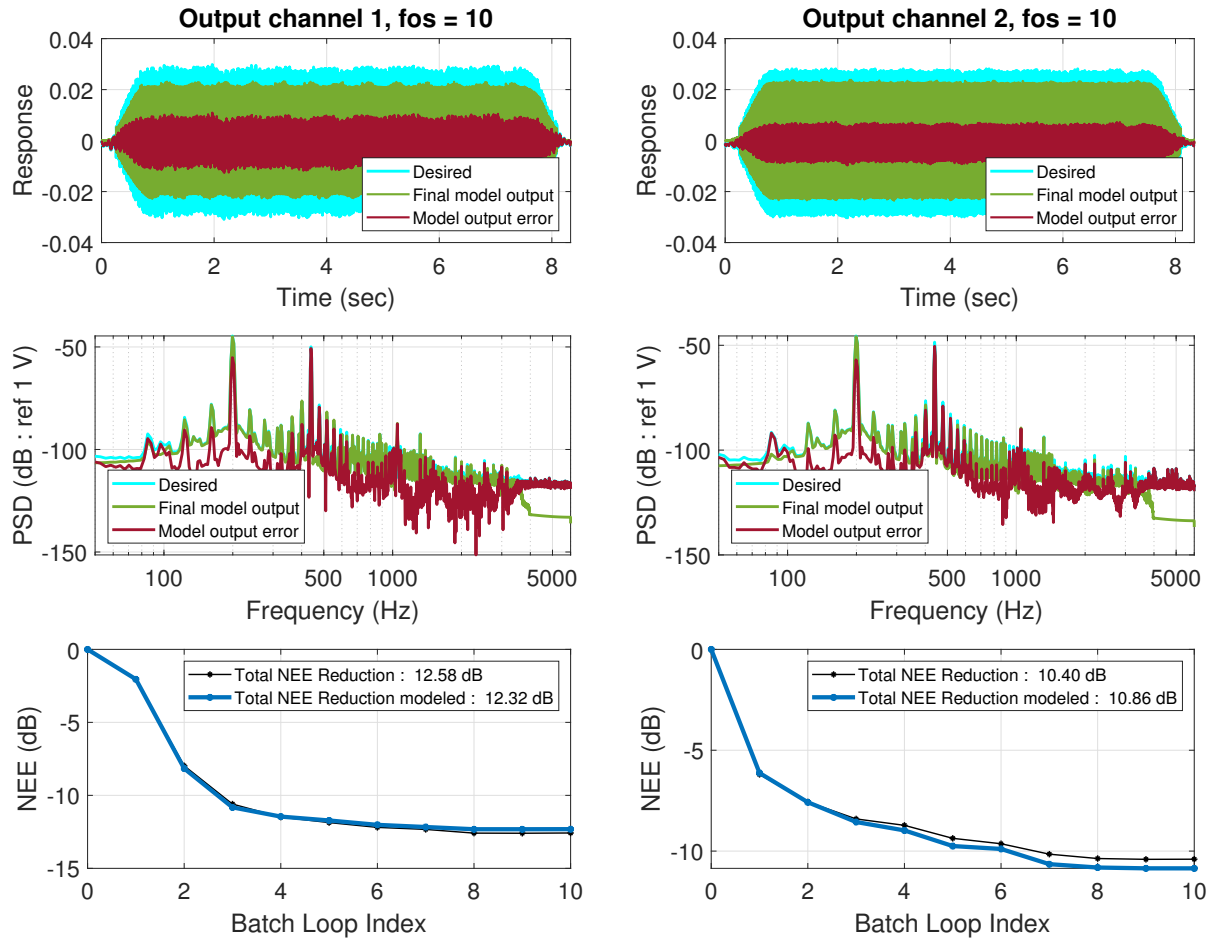 Output channel 1, fos = 10
0.04
0.02
0
-0.02
-0.04
Response
Desired
Final model output
Model output error
0 2 4 6 8
Time (sec)
Output channel 2, fos = 10
0.04
0.02
0
-0.02
-0.04
Response
Desired
Final model output
Model output error
0 2 4 6 8
Time (sec)
-50
-100
-150
PSD (dB : ref 1 V)
Desired
Final model output
Model output error
100 500 1000 5000
Frequency (Hz)
-50
-100
-150
PSD (dB : ref 1 V)
Desired
Final model output
Model output error
100 500 1000 5000
Frequency (Hz)
0
-5
-10
-15
NEE (dB)
Total NEE Reduction : 12.58 dB
Total NEE Reduction modeled : 12.32 dB
0 2 4 6 8 10
Batch Loop Index
0
-5
-10
NEE (dB)
Total NEE Reduction : 10.40 dB
Total NEE Reduction modeled : 10.86 dB
0 2 4 6 8 10
Batch Loop Index